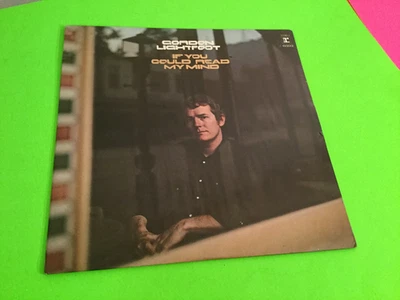 GORDON
LIGHTFOOT
IF YOU
COULD READ
MY MIND